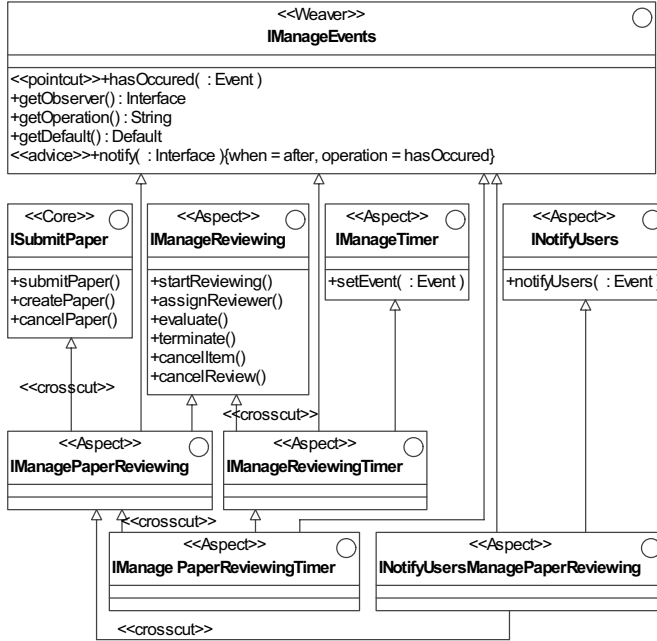 <<Weaver>>
IManageEvents
<<pointcut>>+hasOccured( : Event )
+getObserver() : Interface
+getOperation() : String
+getDefault() : Default
<<advice>>+notify( : Interface ){when = after, operation = hasOccured}
<<Core>>
ISubmitPaper
+submitPaper()
+createPaper()
+cancelPaper()
<<Aspect>>
IManageReviewing
+startReviewing()
+assignReviewer()
+evaluate()
+terminate()
+cancelItem()
+cancelReview()
<<Aspect>>
IManageTimer
+setEvent( : Event )
<<Aspect>>
INotifyUsers
+notifyUsers( : Event )
<<crosscut>>
<<crosscut>>
<<Aspect>>
IManagePaperReviewing
<<Aspect>>
IManageReviewingTimer
<<crosscut>>
<<Aspect>>
IManage PaperReviewingTimer
<<Aspect>>
INotifyUsersManagePaperReviewing
<<crosscut>>